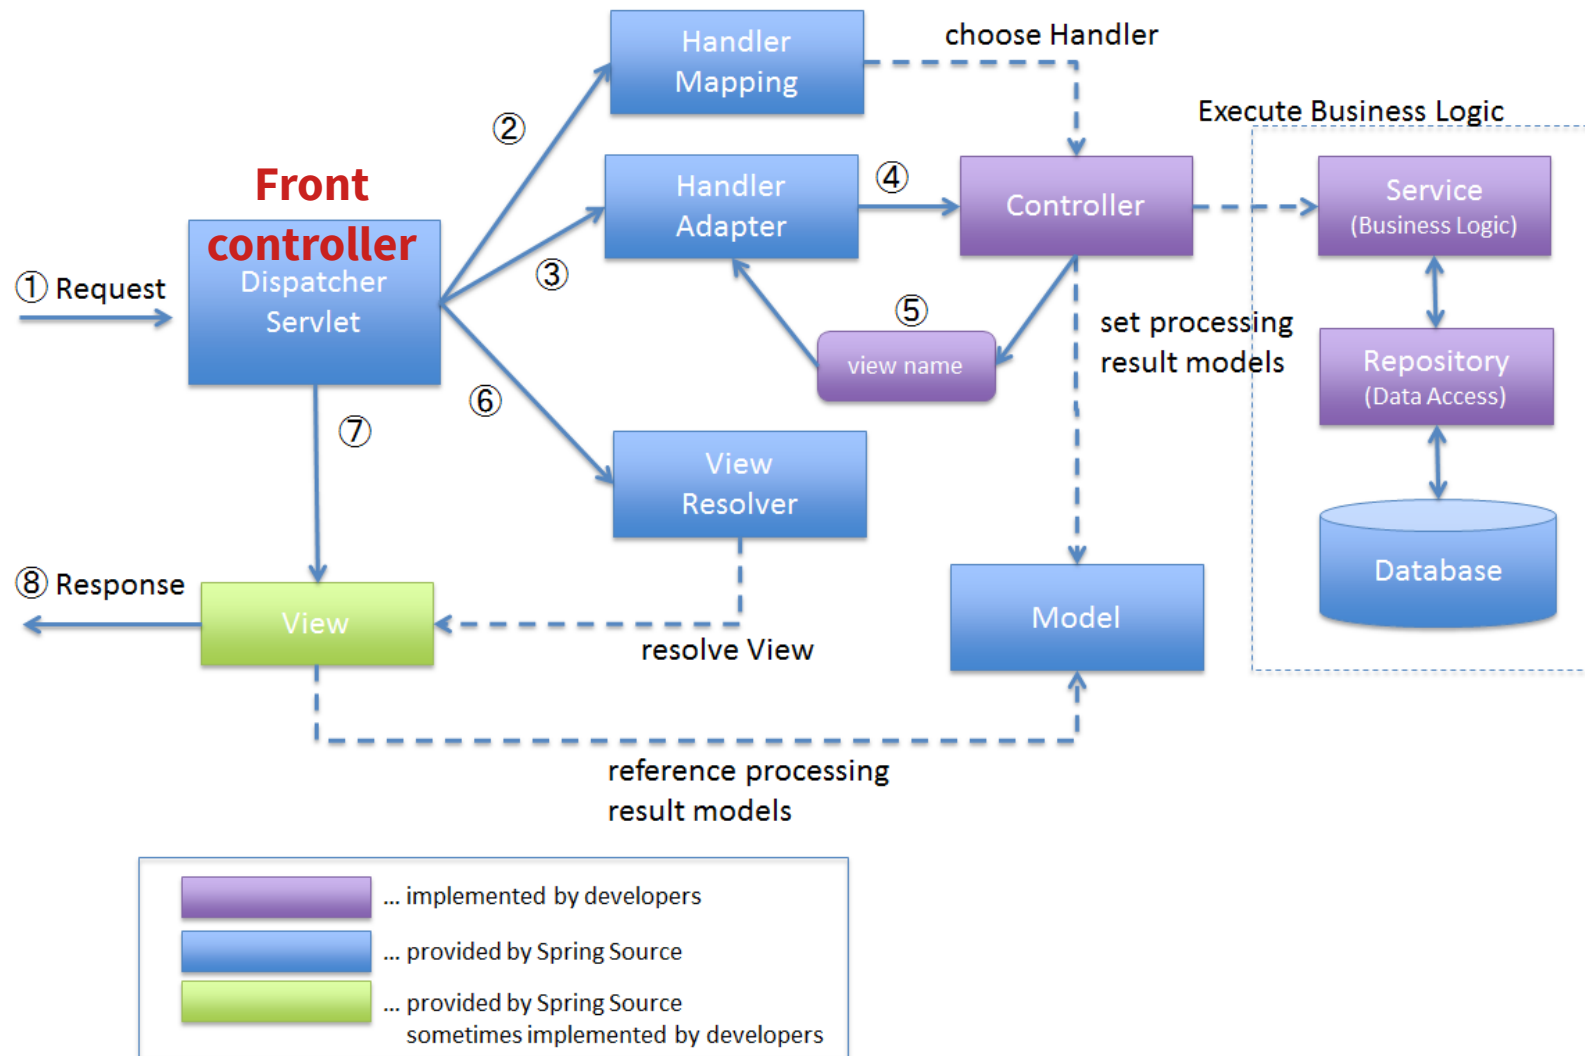 Handler
Mapping
choose Handler
Execute Business Logic
②
Front
controller
Dispatcher
Servlet
① Request
③
Handler
Adapter
④
Controller
Service
(Business Logic)
⑤
view name
set processing
result models
Repository
(Data Access)
⑥
⑦
View
Resolver
Database
⑧ Response
View
resolve View
Model
reference processing
result models
... implemented by developers
... provided by Spring Source
... provided by Spring Source
sometimes implemented by developers